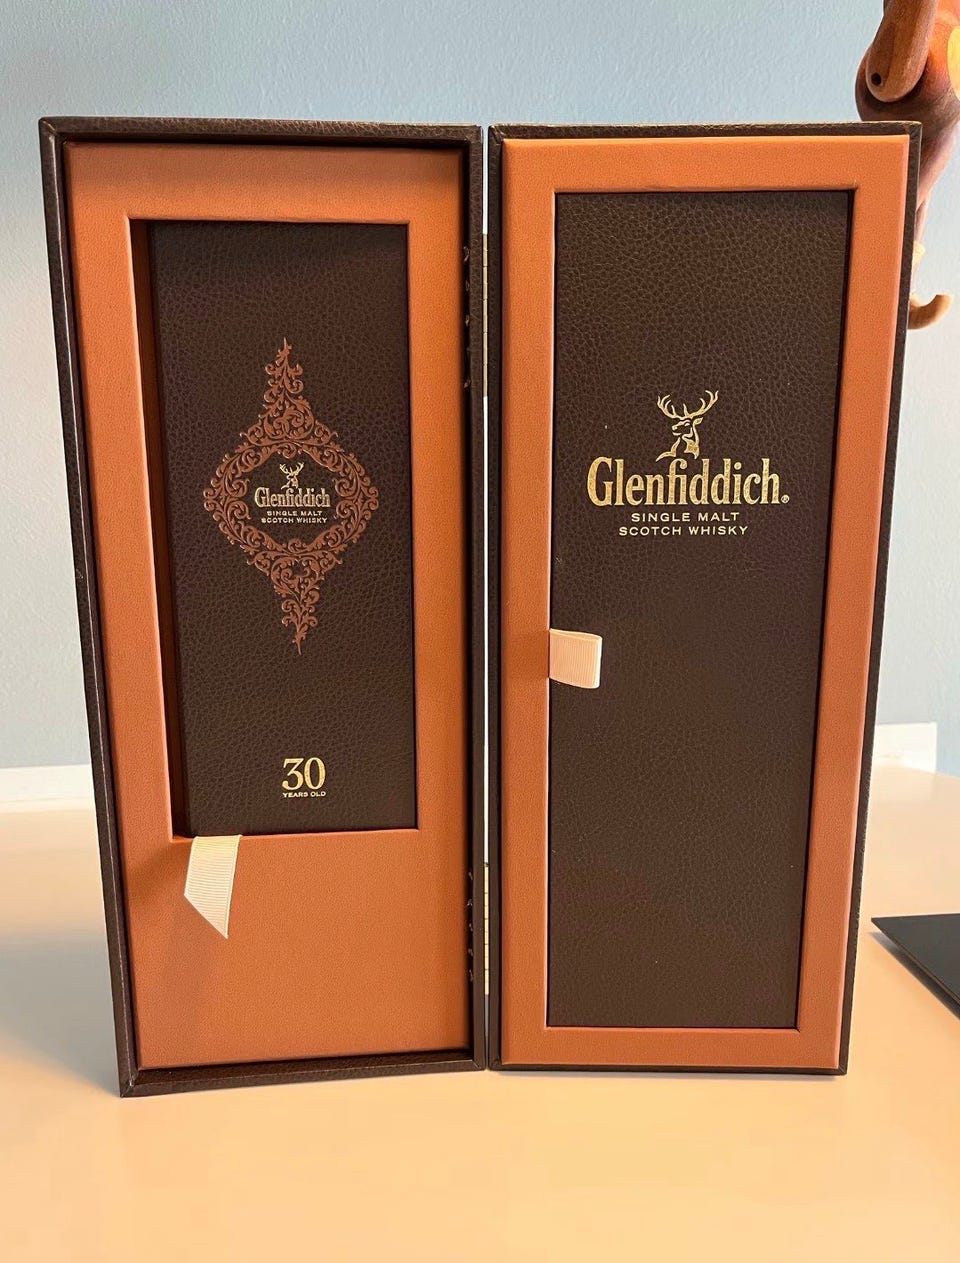 Glenfiddich
SINGLE MALT
SCOTCH WHISKY
30
YEARS OLD
Glenfiddich®
SINGLE MALT
SCOTCH WHISKY